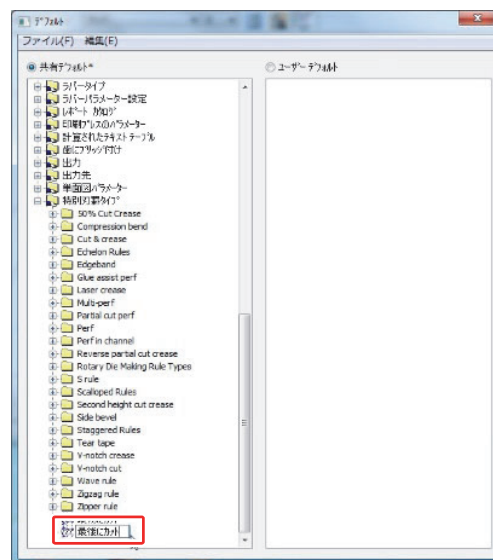 デフォルト
ファイル(F) 編集(E)
共有デフォルト*
ユーザー デフォルト
ラバータイプ
ラバーパラメーター設定
レポート カタログ
印刷プレスのパラメーター
計算されたテキスト テーブル
歯にブリッジ付け
出力
出力先
単面図パラメーター
特別刃罫タイプ
50% Cut Crease
Compression bend
Cut & crease
Echelon Rules
Edgeband
Glue assist perf
Laser crease
Multi-perf
Partial cut perf
Perf
Perf in channel
Reverse partial cut crease
Rotary Die Making Rule Types
S rule
Scalloped Rules
Second height cut crease
Side bevel
Staggered Rules
Tear tape
V-notch crease
V-notch cut
Wave rule
Zigzag rule
Zipper rule
最後にカット